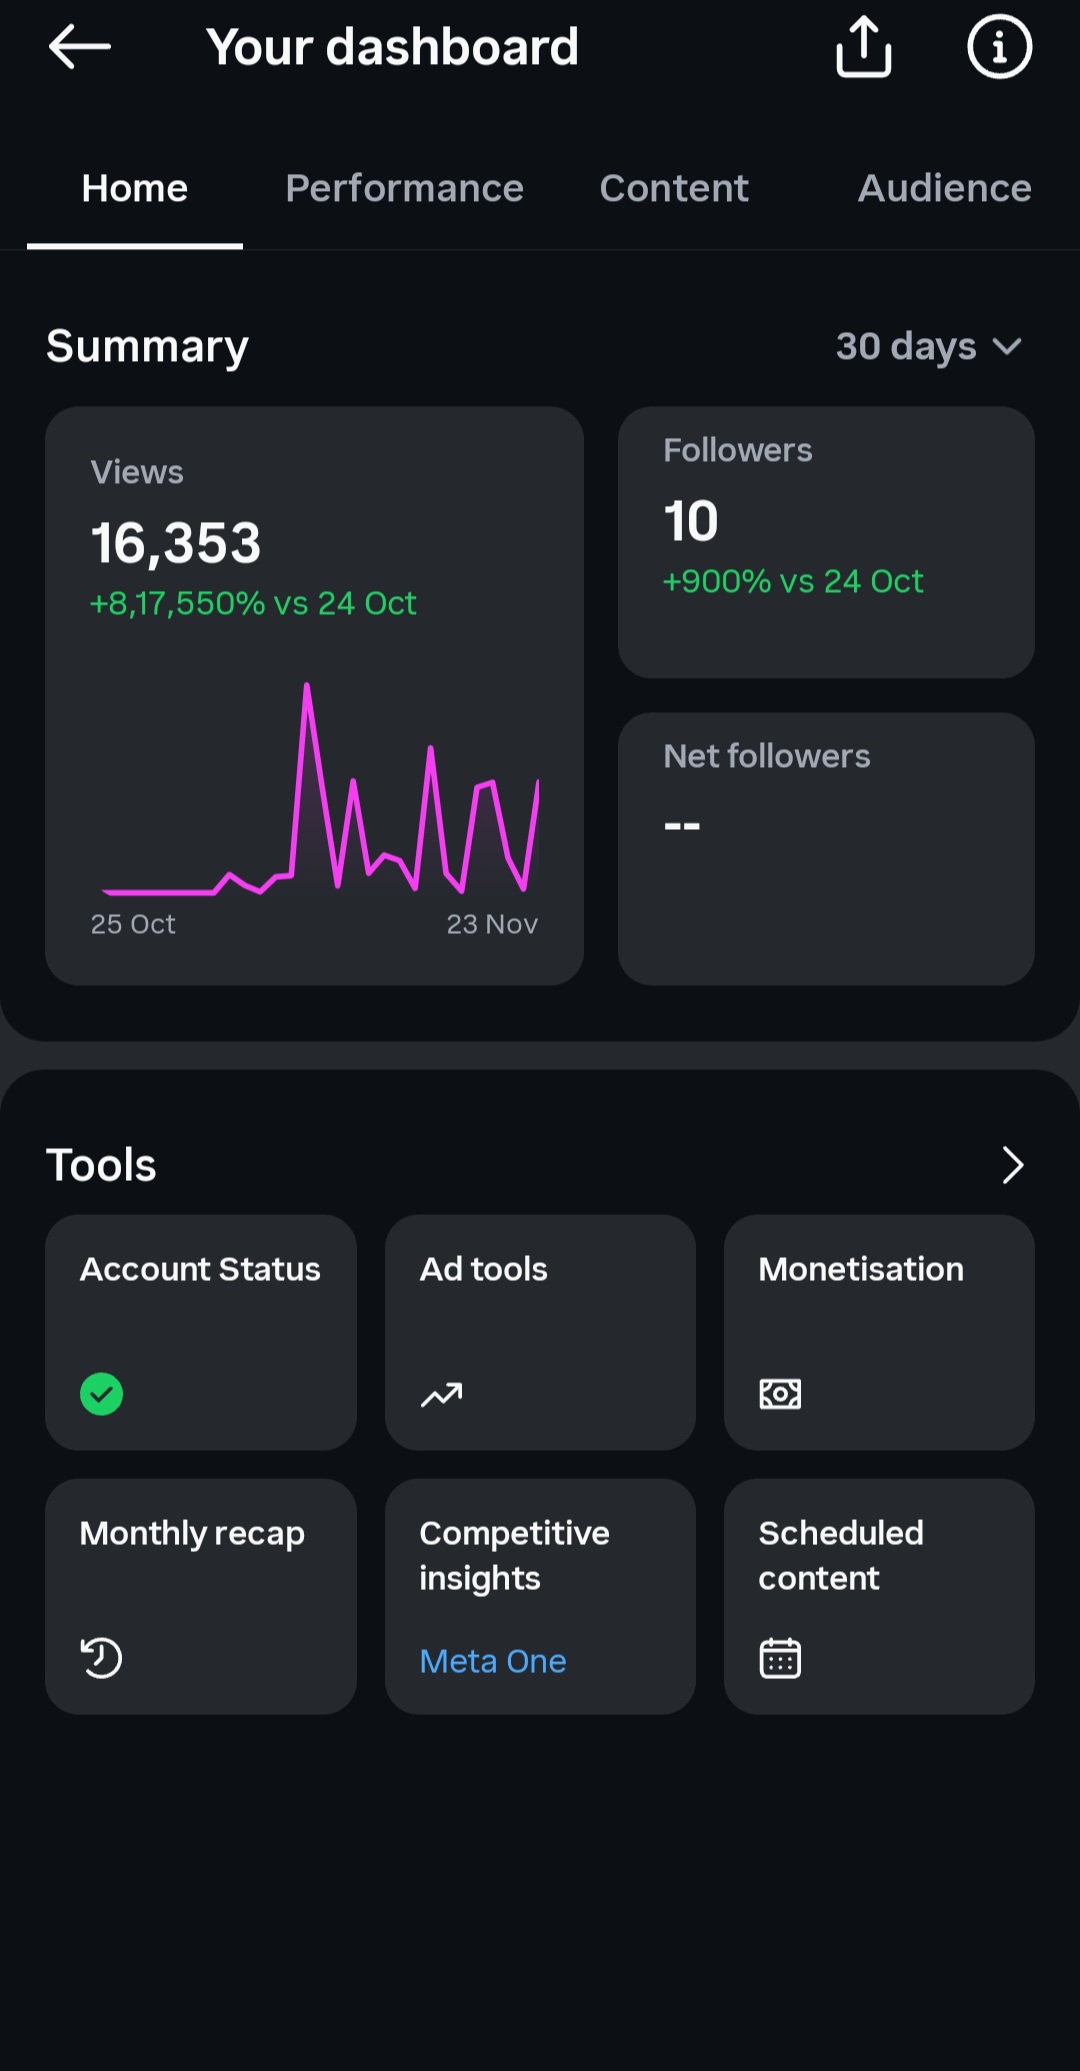 Your dashboard
Home Performance Content Audience
Summary
30 days
Views
16,353
+8,17,550% vs 24 Oct
25 Oct 23 Nov
Followers
10
+900% vs 24 Oct
Net followers
--
Tools
Account Status
Ad tools
Monetisation
Monthly recap
Competitive
insights
Meta One
Scheduled
content